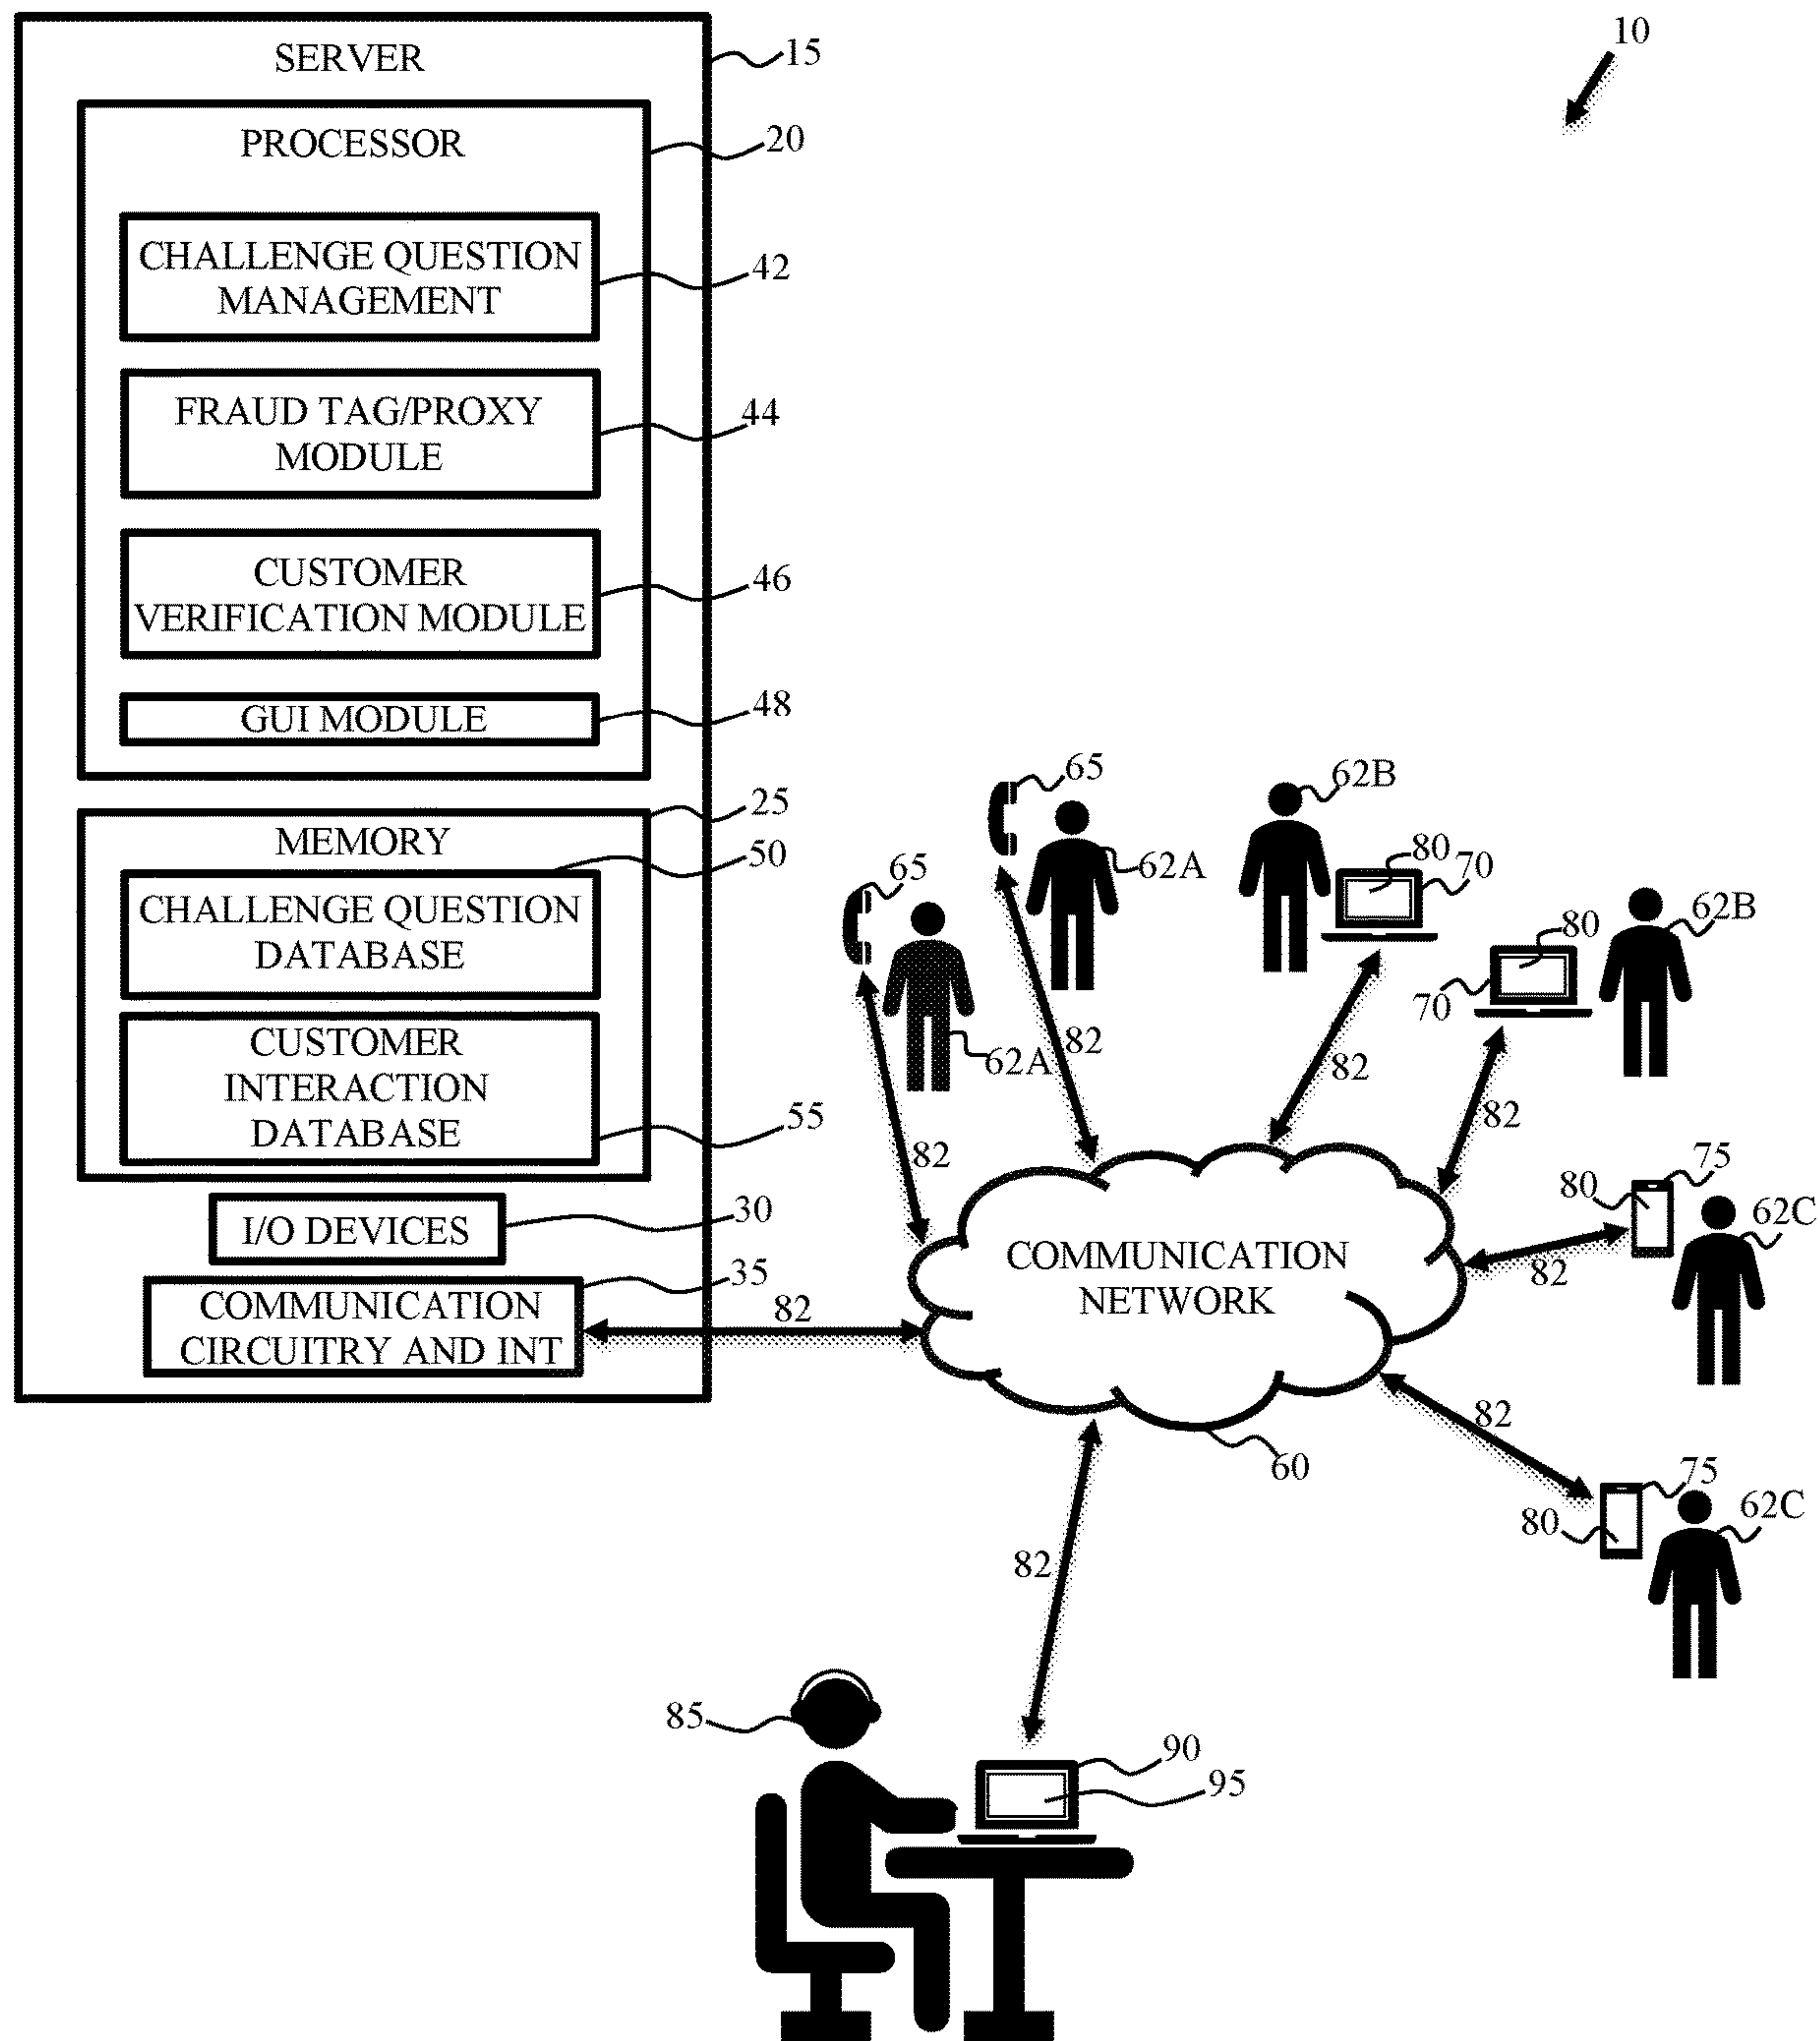 SERVER
15
10
PROCESSOR
20
CHALLENGE QUESTION
MANAGEMENT
42
FRAUD TAG/PROXY
MODULE
44
CUSTOMER
VERIFICATION MODULE
46
GUI MODULE
48
MEMORY
25
50
CHALLENGE QUESTION
DATABASE
CUSTOMER
INTERACTION
DATABASE
55
I/O DEVICES
30
COMMUNICATION
CIRCUITRY AND INT
35
82
65
62A
65
62A
82
82
62B
80
70
82
62B
80
70
82
COMMUNICATION
NETWORK
60
75
80
62C
82
82
75
80
62C
82
85
90
95